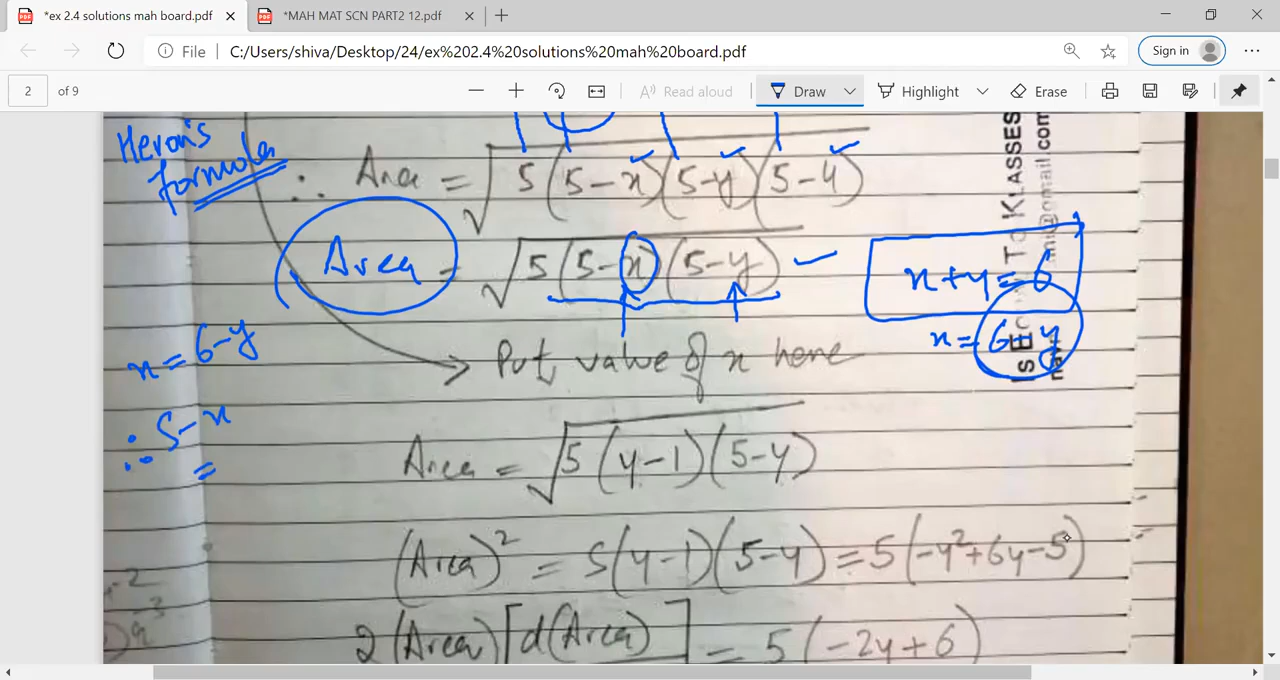 *ex 2.4 solutions mah board.pdf
*MAH MAT SCN PART2 12.pdf
File
C:/Users/shiva/Desktop/24/ex%202.4%20solutions%20mah%20board.pdf
Sign in
2 of 9
Read aloud
Draw
Highlight
Erase
Heron's
formula
∴ Area = √5(5-x)(5-y)(5-4)
Area = √5(5-x)(5-y)
x+y=6
x=6-y
x=6-y
→ Put value of x here
∴ 5-x
=
Area = √5(y-1)(5-y)
(Area)² = 5(y-1)(5-y) = 5(-y²+6y-5)
2(Area)[d(Area)] = 5(-2y+6)
KLASSES
@gmail.com